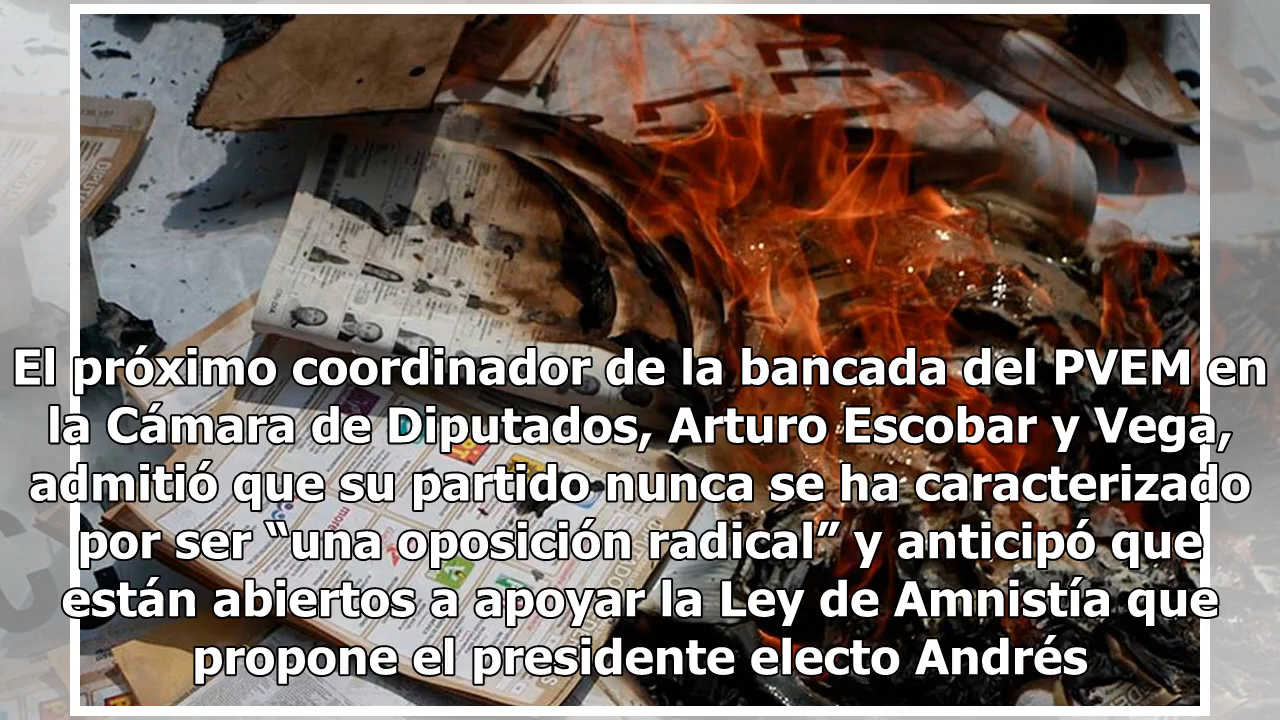 El próximo coordinador de la bancada del PVEM en
la Cámara de Diputados, Arturo Escobar y Vega,
admitió que su partido nunca se ha caracterizado
por ser “una oposición radical” y anticipó que
están abiertos a apoyar la Ley de Amnistía que
propone el presidente electo Andrés